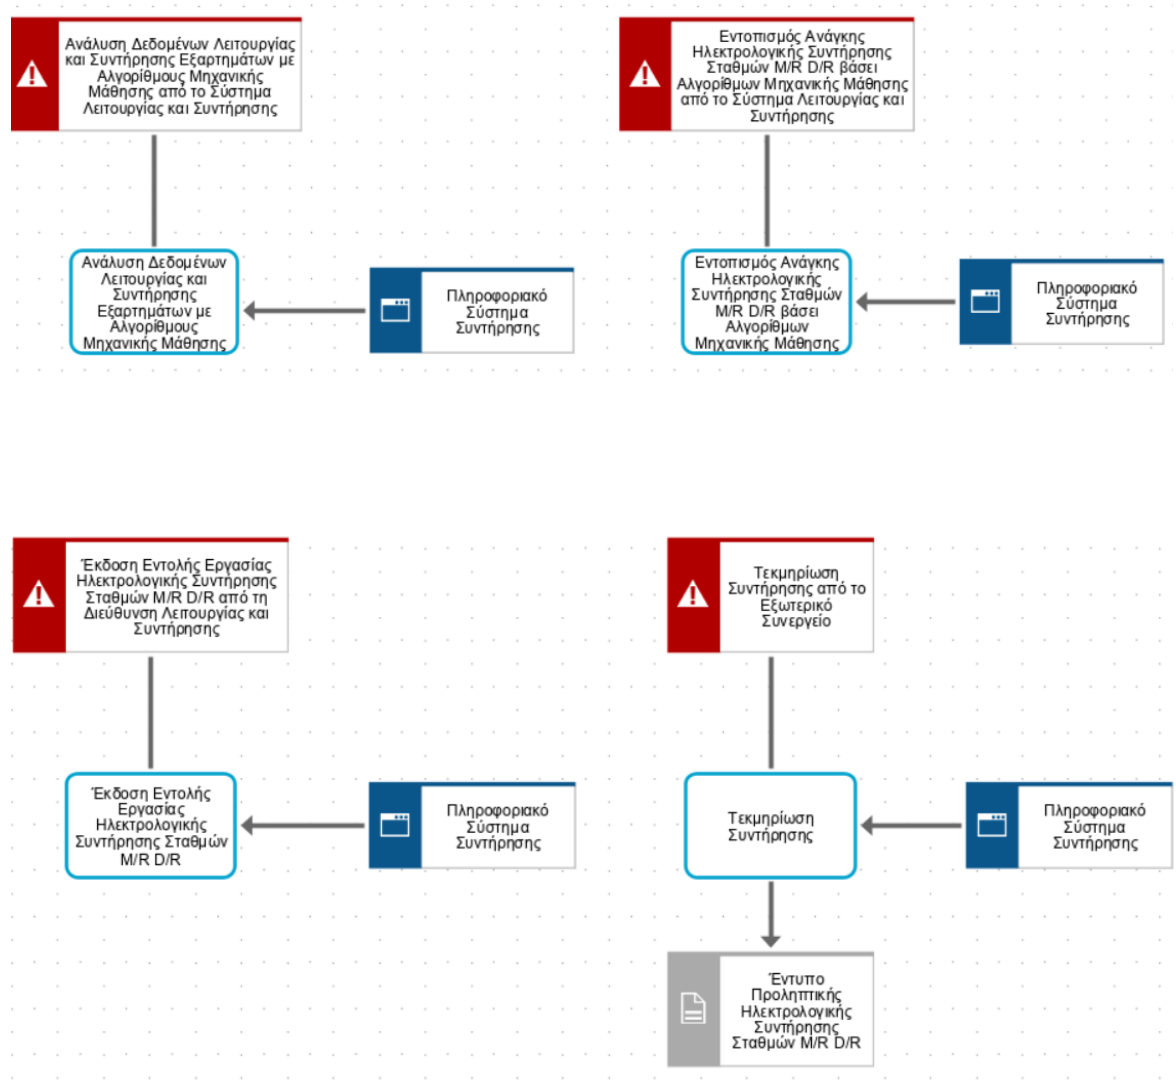 Ανάλυση Δεδομένων Λειτουργίας
και Συντήρησης Εξαρτημάτων με
Αλγορίθμους Μηχανικής
Μάθησης από το Σύστημα
Λειτουργίας και Συντήρησης
Εντοπισμός Ανάγκης
Ηλεκτρολογικής Συντήρησης
Σταθμών M/R D/R βάσει
Αλγορίθμων Μηχανικής Μάθησης
από το Σύστημα Λειτουργίας και
Συντήρησης
Ανάλυση Δεδομένων
Λειτουργίας και
Συντήρησης
Εξαρτημάτων με
Αλγορίθμους
Μηχανικής Μάθησης
Πληροφοριακό
Σύστημα
Συντήρησης
Εντοπισμός Ανάγκης
Ηλεκτρολογικής
Συντήρησης Σταθμών
M/R D/R βάσει
Αλγορίθμων
Μηχανικής Μάθησης
Πληροφοριακό
Σύστημα
Συντήρησης
Έκδοση Εντολής Εργασίας
Ηλεκτρολογικής Συντήρησης
Σταθμών M/R D/R από τη
Διεύθυνση Λειτουργίας και
Συντήρησης
Τεκμηρίωση
Συντήρησης από το
Εξωτερικό
Συνεργείο
Έκδοση Εντολής
Εργασίας
Ηλεκτρολογικής
Συντήρησης Σταθμών
M/R D/R
Πληροφοριακό
Σύστημα
Συντήρησης
Τεκμηρίωση
Συντήρησης
Πληροφοριακό
Σύστημα
Συντήρησης
Έντυπο
Προληπτικής
Ηλεκτρολογικής
Συντήρησης
Σταθμών M/R D/R